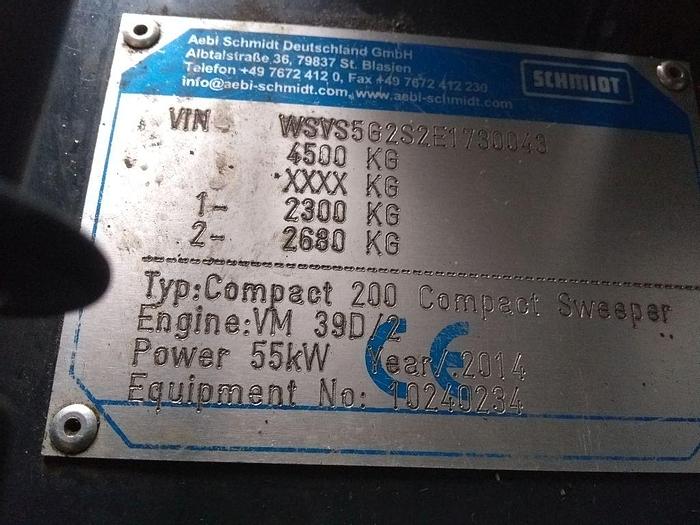 Aebi Schmidt Deutschland GmbH
Albtalstraße 36, 79837 St. Blasien
Telefon +49 7672 412 0, Fax +49 7672 412 230
info@aebi-schmidt.com, www.aebi-schmidt.com
SCHMIDT
VIN- WSVS5G2S2E1730043
4500 KG
XXXX KG
1- 2300 KG
2- 2680 KG
Typ:Compact 200 Compact Sweeper
Engine:VM 39D/2
Power 55kW Year/.2014
Equipment No: 10240234
CE